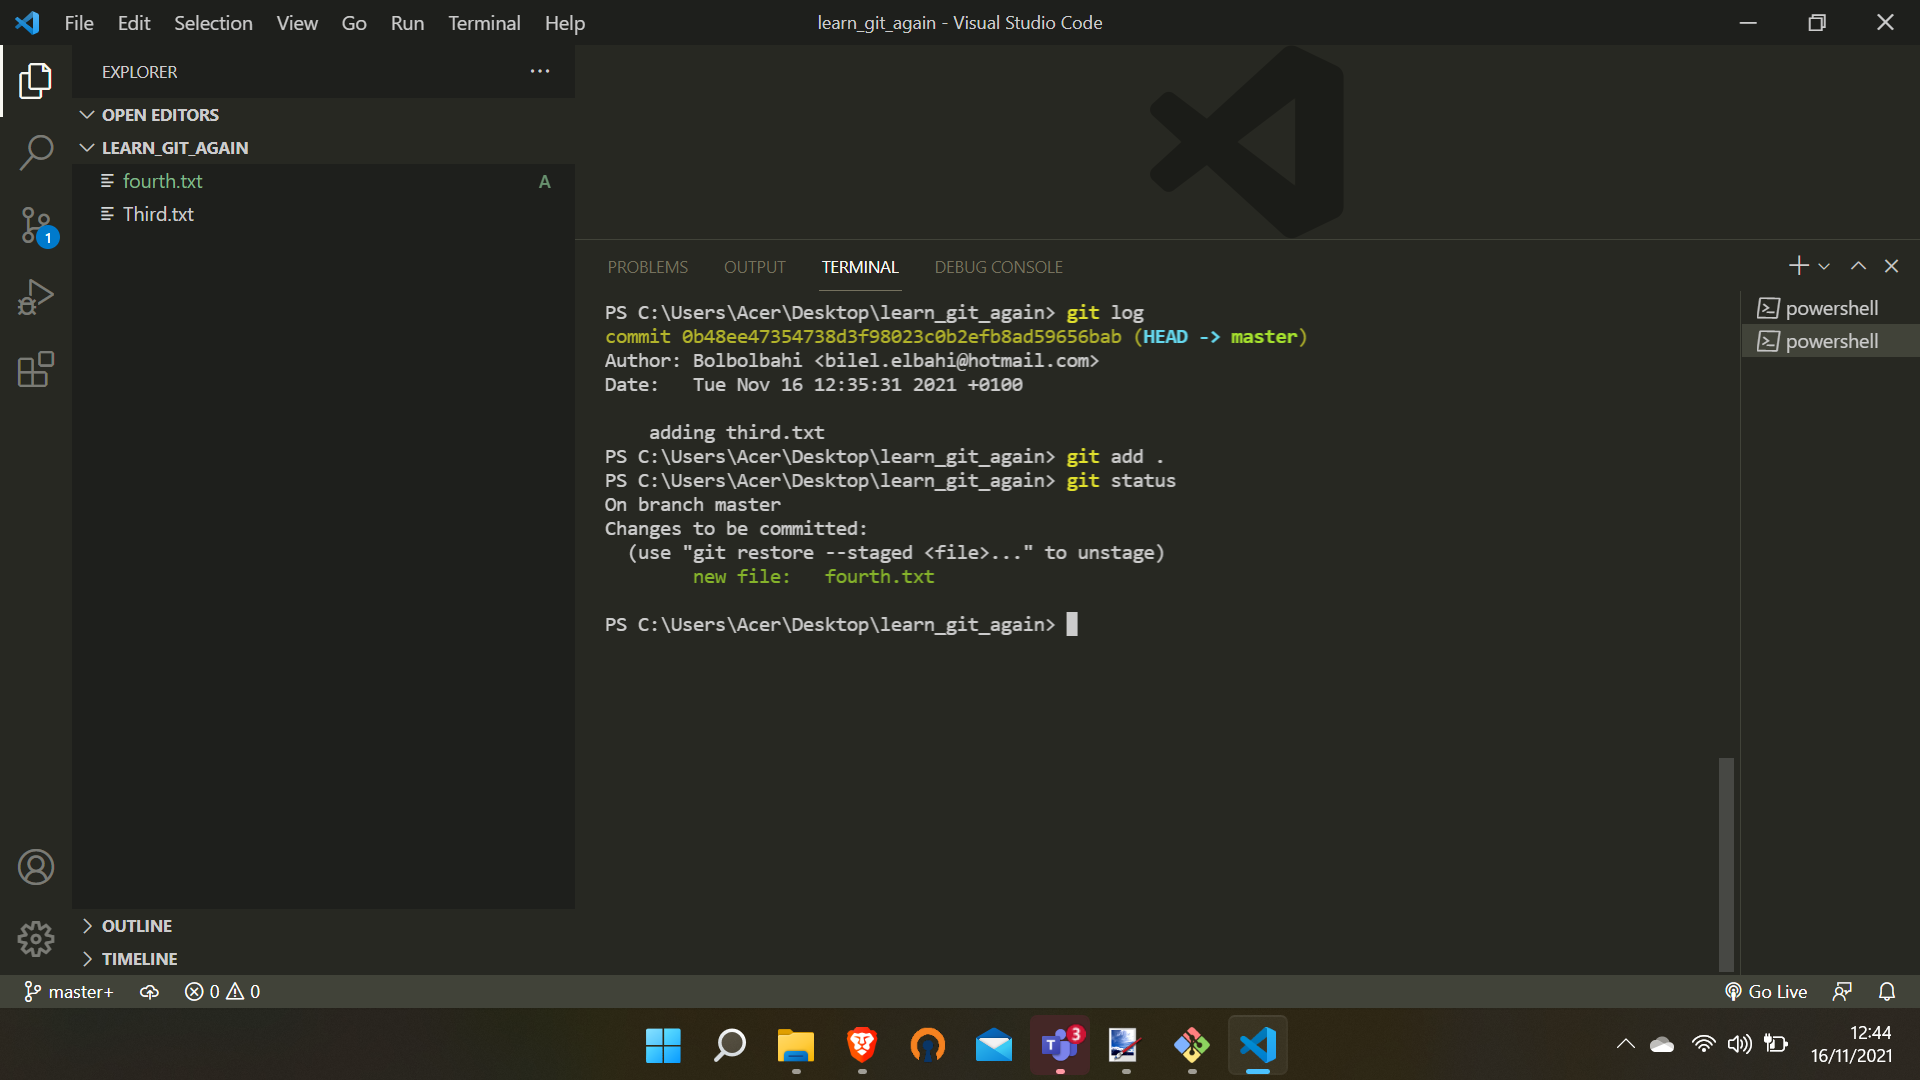 File Edit Selection View Go Run Terminal Help
learn_git_again - Visual Studio Code
EXPLORER
OPEN EDITORS
LEARN_GIT_AGAIN
fourth.txt A
Third.txt
1
PROBLEMS OUTPUT TERMINAL DEBUG CONSOLE
PS C:\Users\Acer\Desktop\learn_git_again> git log
commit 0b48ee47354738d3f98023c0b2efb8ad59656bab (HEAD -> master)
Author: Bolbolbahi <bilel.elbahi@hotmail.com>
Date:   Tue Nov 16 12:35:31 2021 +0100
adding third.txt
PS C:\Users\Acer\Desktop\learn_git_again> git add .
PS C:\Users\Acer\Desktop\learn_git_again> git status
On branch master
Changes to be committed:
(use "git restore --staged <file>..." to unstage)
new file:   fourth.txt
PS C:\Users\Acer\Desktop\learn_git_again>
powershell
powershell
OUTLINE
TIMELINE
master+ 0 0
Go Live
T 3
12:44
16/11/2021